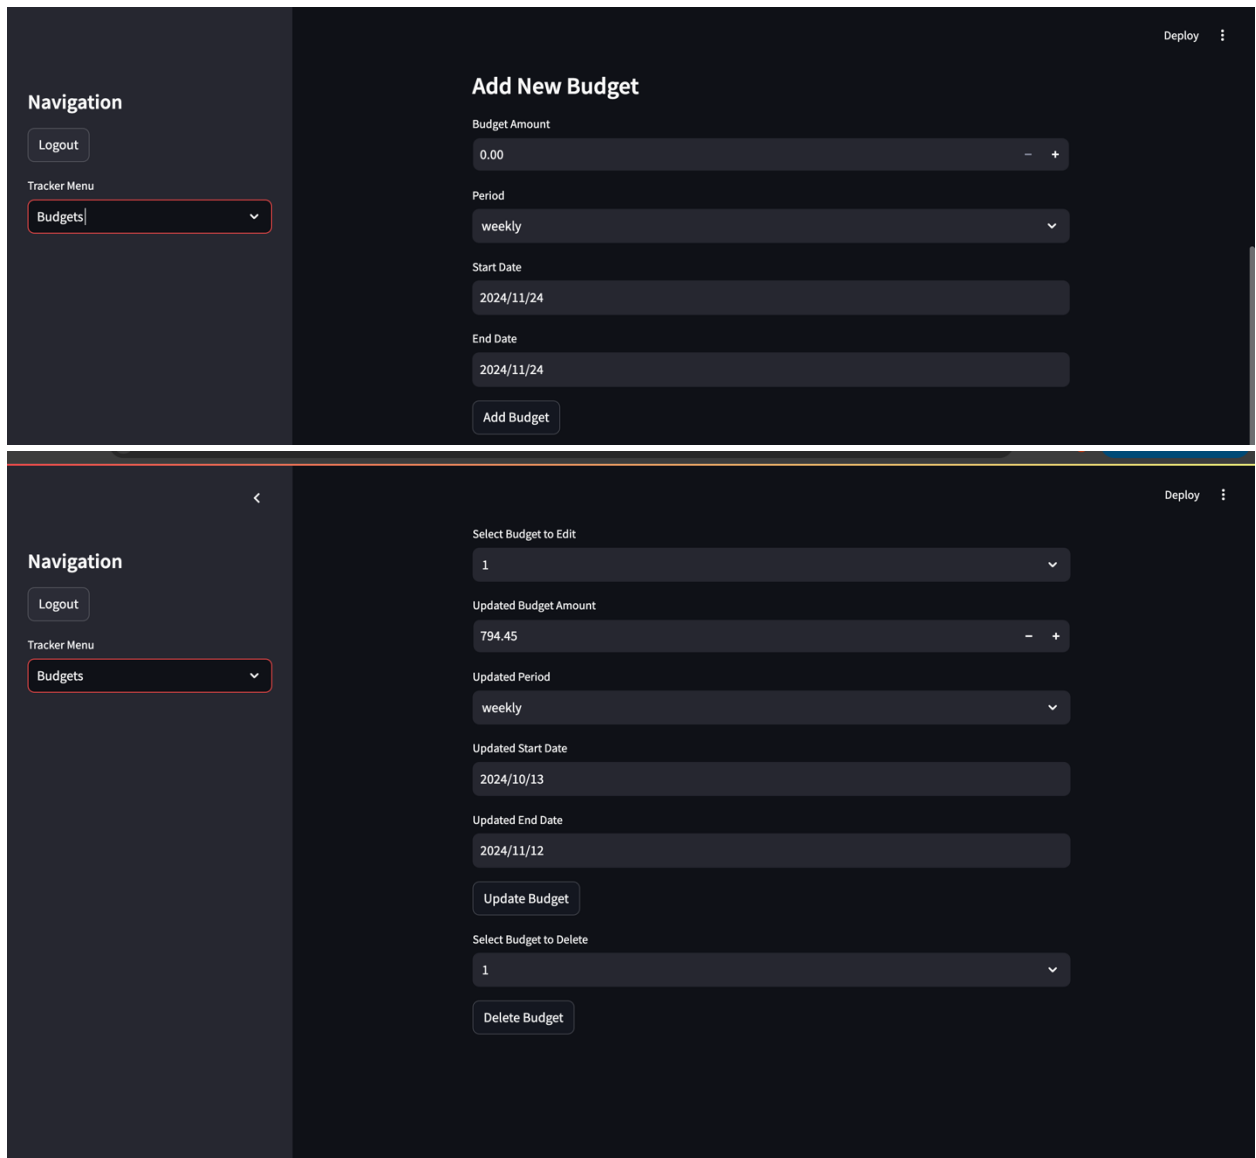 Deploy
Navigation
Logout
Tracker Menu
Budgets
Add New Budget
Budget Amount
0.00
Period
weekly
Start Date
2024/11/24
End Date
2024/11/24
Add Budget
Deploy
Navigation
Logout
Tracker Menu
Budgets
Select Budget to Edit
1
Updated Budget Amount
794.45
Updated Period
weekly
Updated Start Date
2024/10/13
Updated End Date
2024/11/12
Update Budget
Select Budget to Delete
1
Delete Budget